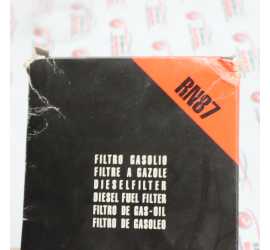 RN87
FILTRO GASOLIO
FILTRE A GAZOLE
DIESELFILTER
DIESEL FUEL FILTER
FILTRO DE GAS-OIL
FILTRO DE GASOLEO